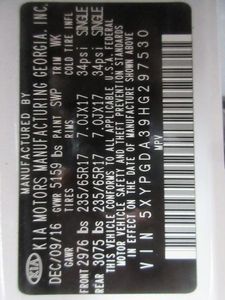 MANUFACTURED BY
KIA MOTORS MANUFACTURING GEORGIA, INC.
DEC/09/16 PAINT SWP TRIM WK
GVWR 5159 lbs
GAWR TIRES RIMS COLD TIRE INFL
FRONT 2976 lbs 235/65R17 17 7.0JX17 34psi SINGLE
REAR 3075 lbs 235/65R17 7.0JX17 34psi SINGLE
THIS VEHICLE CONFORMS TO ALL APPLICABLE U.S.A FEDERAL
MOTOR VEHICLE SAFETY AND THEFT PREVENTION STANDARDS
IN EFFECT ON THE DATE OF MANUFACTURE SHOWN ABOVE
MPV
VIN 5XYPGDA39HG297530
KIA